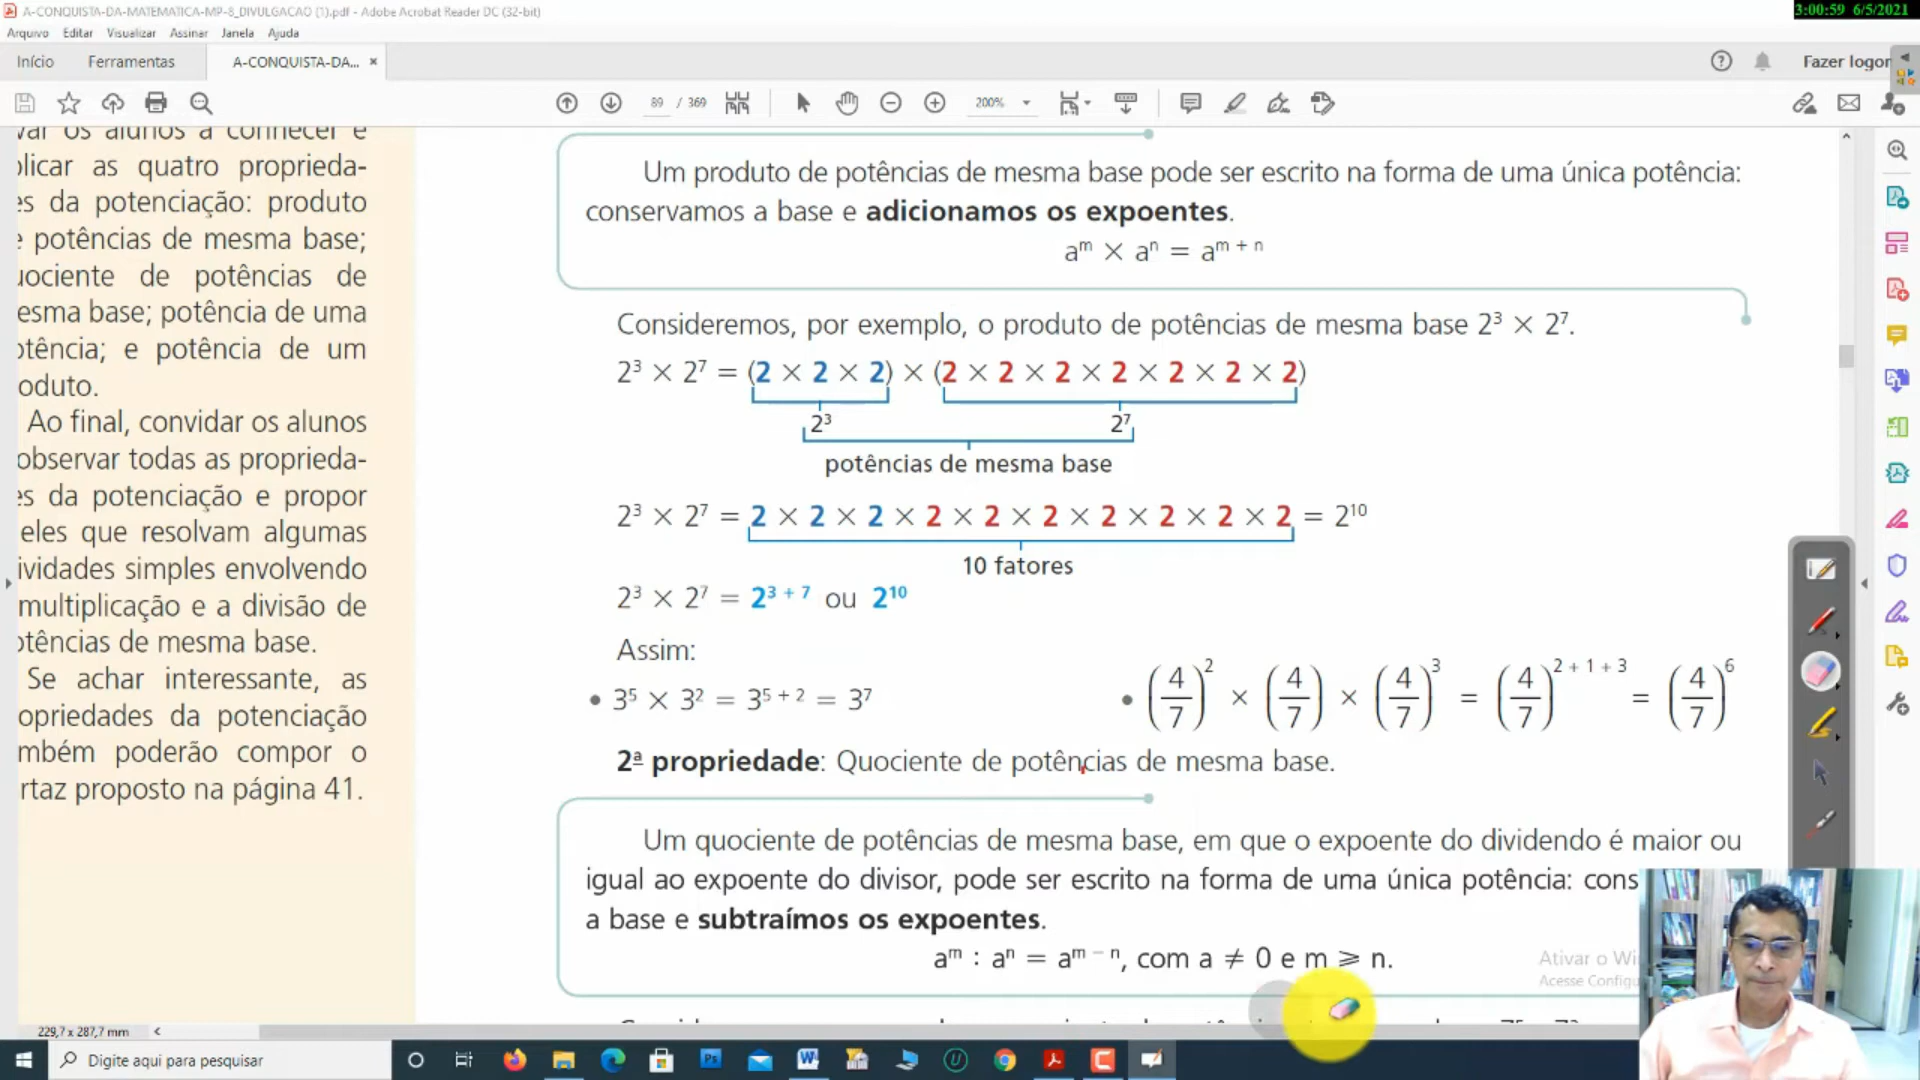 A-CONQUISTA-DA-MATEMATICA-MP-8_DIVULGACAO (1).pdf - Adobe Acrobat Reader DC (32-bit)
3:00:59 6/5/2021
Arquivo Editar Visualizar Assinar Janela Ajuda
Início Ferramentas A-CONQUISTA-DA... × Fazer logon
89 / 369 200%
var os alunos a conhecer e
plicar as quatro proprieda-
es da potenciação: produto
e potências de mesma base;
uociente de potências de
esma base; potência de uma
otência; e potência de um
oduto.
Ao final, convidar os alunos
observar todas as proprieda-
es da potenciação e propor
eles que resolvam algumas
ividades simples envolvendo
multiplicação e a divisão de
otências de mesma base.
Se achar interessante, as
opriedades da potenciação
mbém poderão compor o
rtaz proposto na página 41.
Um produto de potências de mesma base pode ser escrito na forma de uma única potência:
conservamos a base e adicionamos os expoentes.
aᵐ × aⁿ = aᵐ ⁺ ⁿ
Consideremos, por exemplo, o produto de potências de mesma base 2³ × 2⁷.
2³ × 2⁷ = (2 × 2 × 2) × (2 × 2 × 2 × 2 × 2 × 2 × 2)
2³ 2⁷
potências de mesma base
2³ × 2⁷ = 2 × 2 × 2 × 2 × 2 × 2 × 2 × 2 × 2 × 2 = 2¹⁰
10 fatores
2³ × 2⁷ = 2³ ⁺ ⁷ ou 2¹⁰
Assim:
• 3⁵ × 3² = 3⁵ ⁺ ² = 3⁷
• (4/7)² × (4/7) × (4/7)³ = (4/7)² ⁺ ¹ ⁺ ³ = (4/7)⁶
2ª propriedade: Quociente de potências de mesma base.
Um quociente de potências de mesma base, em que o expoente do dividendo é maior ou
igual ao expoente do divisor, pode ser escrito na forma de uma única potência: cons
a base e subtraímos os expoentes.
aᵐ : aⁿ = aᵐ ⁻ ⁿ, com a ≠ 0 e m ⩾ n.
Ativar o Wi
Acesse Configu
229,7 x 287,7 mm
Digite aqui para pesquisar